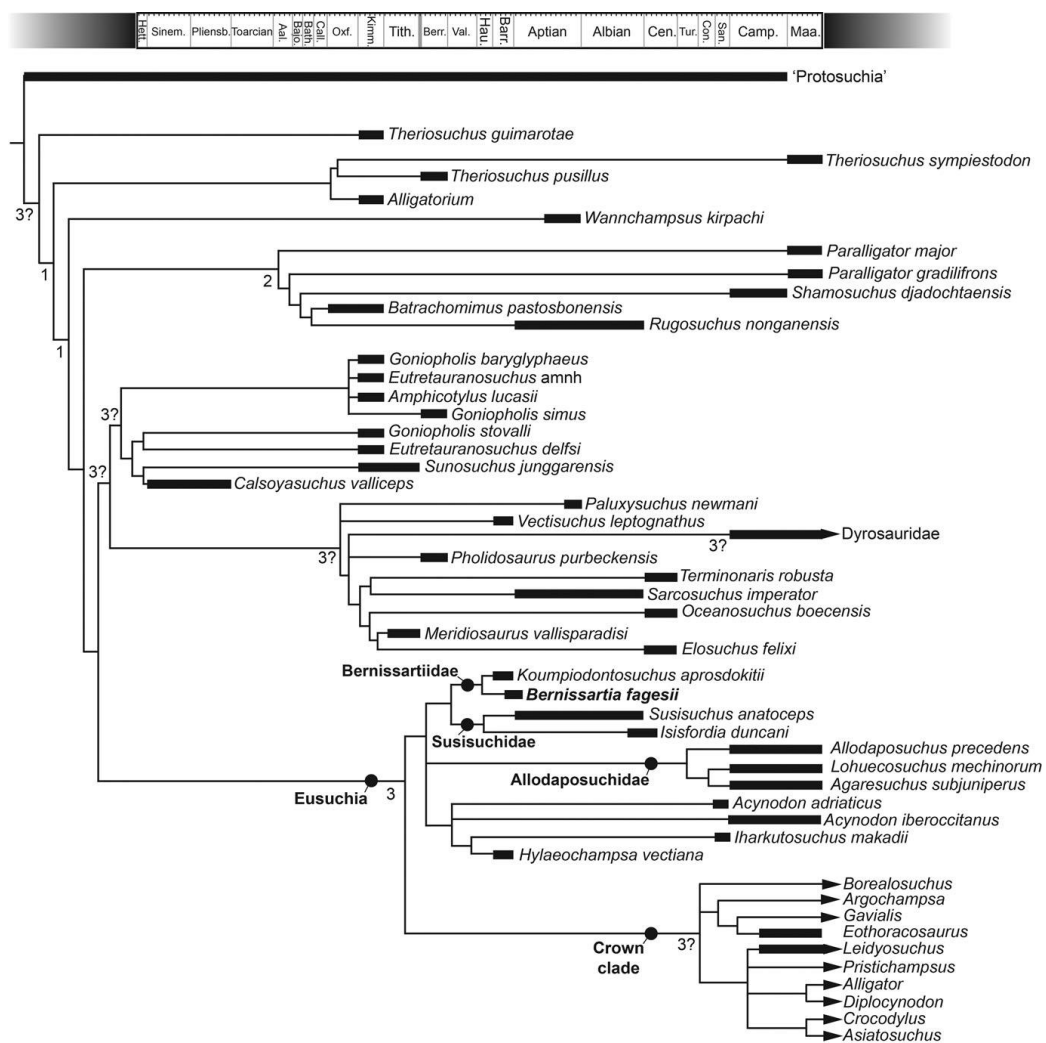 Hett. Sinem. Pliensb. Toarcian Aal. Bajo. Bath. Call. Oxf. Kimm. Tith. Berr. Val. Hau. Barr. Aptian Albian Cen. Tur. Con. San. Camp. Maa.
‘Protosuchia’
Theriosuchus guimarotae
Theriosuchus sympiestodon
Theriosuchus pusillus
Alligatorium
3?
Wannchampsus kirpachi
Paralligator major
1
2
Paralligator gradilifrons
Shamosuchus djadochtaensis
Batrachomimus pastosbonensis
Rugosuchus nonganensis
1
Goniopholis baryglyphaeus
Eutretauranosuchus amnh
Amphicotylus lucasii
3?
Goniopholis simus
Goniopholis stovalli
Eutretauranosuchus delfsi
3?
Sunosuchus junggarensis
Calsoyasuchus valliceps
Paluxysuchus newmani
Vectisuchus leptognathus
Dyrosauridae
3?
3?
Pholidosaurus purbeckensis
Terminonaris robusta
Sarcosuchus imperator
Oceanosuchus boecensis
Meridiosaurus vallisparadisi
Elosuchus felixi
Bernissartiidae
Koumpiodontosuchus aprosdokitii
Bernissartia fagesii
Susisuchus anatoceps
Isisfordia duncani
Susisuchidae
Allodaposuchus precedens
Lohuecosuchus mechinorum
Allodaposuchidae
Agaresuchus subjuniperus
Eusuchia
3
Acynodon adriaticus
Acynodon iberoccitanus
Iharkutosuchus makadii
Hylaeochampsa vectiana
Borealosuchus
Argochampsa
Gavialis
Eothoracosaurus
Crown
clade
3?
Leidyosuchus
Pristichampsus
Alligator
Diplocynodon
Crocodylus
Asiatosuchus